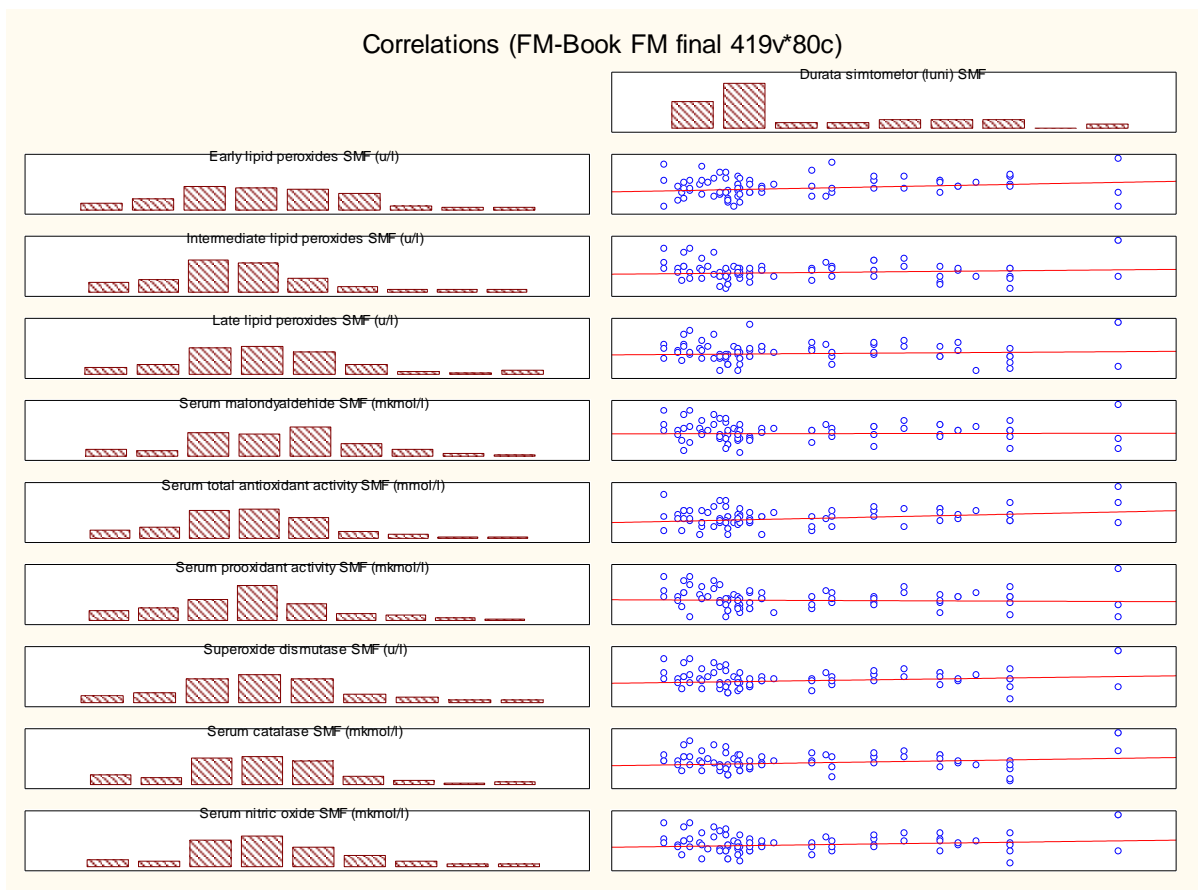 Correlations (FM-Book FM final 419v*80c)
Durata simtomelor (luni) SMF
Early lipid peroxides SMF (u/l)
Intermediate lipid peroxides SMF (u/l)
Late lipid peroxides SMF (u/l)
Serum malondyaldehide SMF (mkmol/l)
Serum total antioxidant activity SMF (mmol/l)
Serum prooxidant activity SMF (mkmol/l)
Superoxide dismutase SMF (u/l)
Serum catalase SMF (mkmol/l)
Serum nitric oxide SMF (mkmol/l)